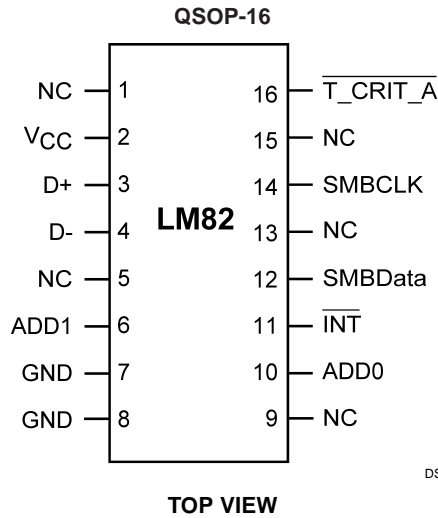 QSOP-16
NC 1 16 T_CRIT_A
VCC 2 15 NC
D+ 3 14 SMBCLK
D- 4 LM82 13 NC
NC 5 12 SMBData
ADD1 6 11 INT
GND 7 10 ADD0
GND 8 9 NC
DS
TOP VIEW